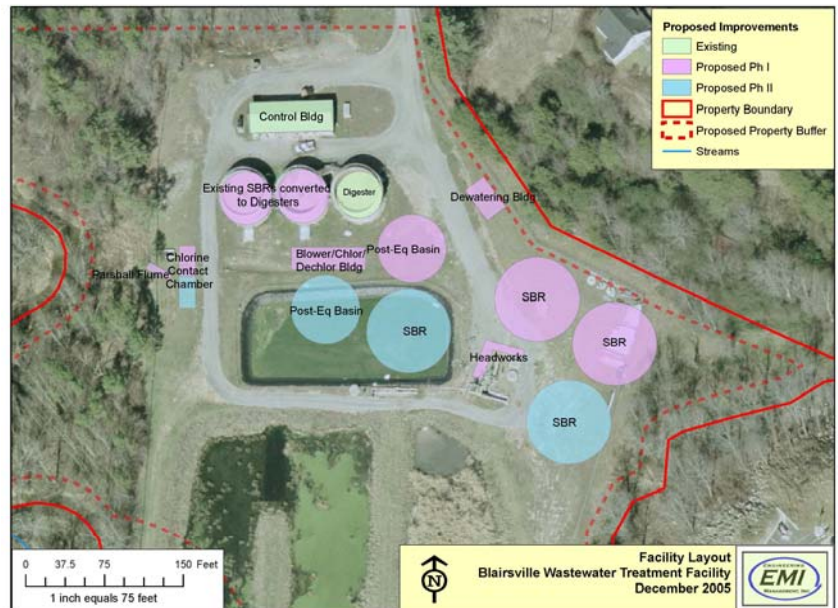 Proposed Improvements
Existing
Proposed Ph I
Proposed Ph II
Property Boundary
Proposed Property Buffer
Streams
Control Bldg
Existing SBRs converted
to Digesters
Digester
Dewatering Bldg
Parshall Flume
Chlorine
Contact
Chamber
Blower/Chlor/
Dechlor Bldg
Post-Eq Basin
Post-Eq Basin
SBR
SBR
SBR
Headworks
SBR
0 37.5 75 150 Feet
1 inch equals 75 feet
N
Facility Layout
Blairsville Wastewater Treatment Facility
December 2005
ENGINEERING
EMI
MANAGEMENT, INC.